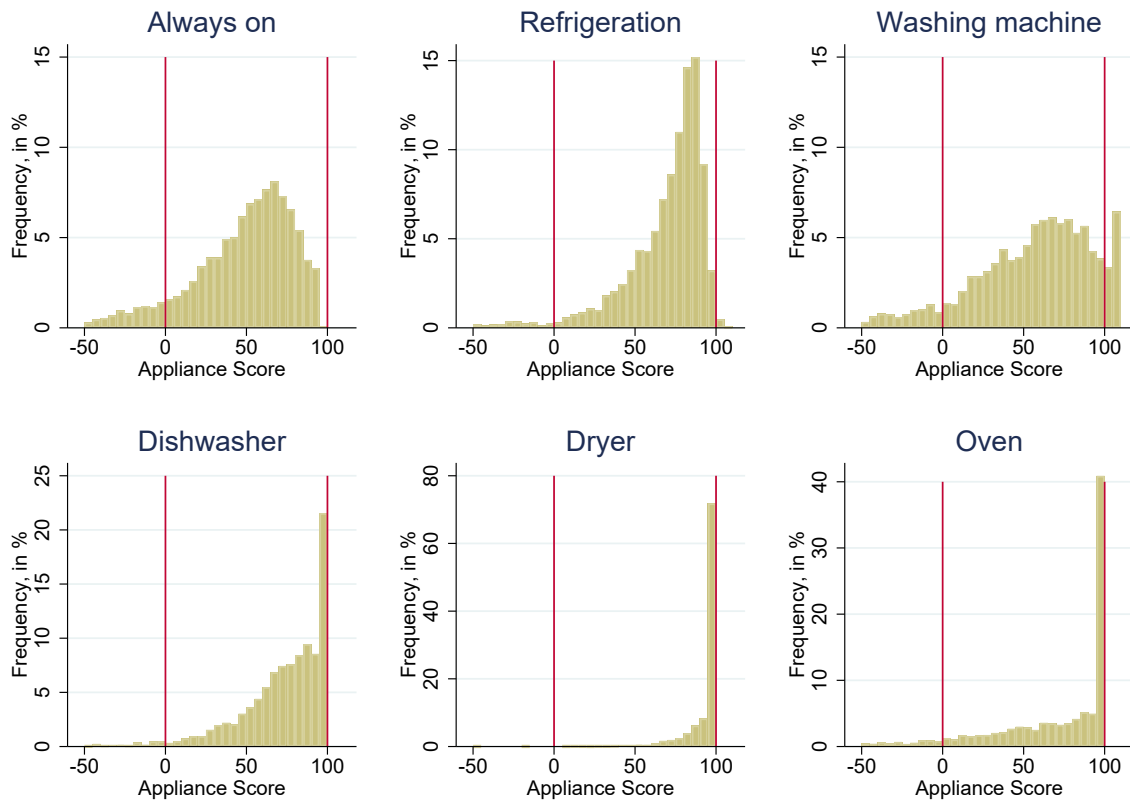 Always on
Frequency, in %
15
10
5
0
-50 0 50 100
Appliance Score
Refrigeration
Frequency, in %
15
10
5
0
-50 0 50 100
Appliance Score
Washing machine
Frequency, in %
15
10
5
0
-50 0 50 100
Appliance Score
Dishwasher
Frequency, in %
25
20
15
10
5
0
-50 0 50 100
Appliance Score
Dryer
Frequency, in %
80
60
40
20
0
-50 0 50 100
Appliance Score
Oven
Frequency, in %
40
30
20
10
0
-50 0 50 100
Appliance Score